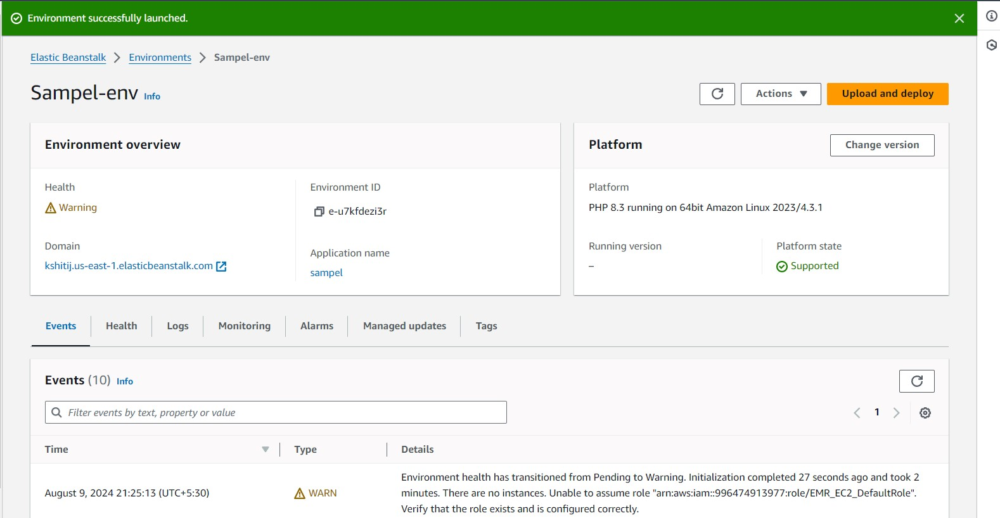 Environment successfully launched.
Elastic Beanstalk Environments Sampel-env
Sampel-env Info
Actions Upload and deploy
Environment overview
Health
Warning
Environment ID
e-u7kfdezi3r
Domain
kshitij.us-east-1.elasticbeanstalk.com
Application name
sampel
Platform Change version
Platform
PHP 8.3 running on 64bit Amazon Linux 2023/4.3.1
Running version
–
Platform state
Supported
Events Health Logs Monitoring Alarms Managed updates Tags
Events (10) Info
Filter events by text, property or value
1
Time Type Details
August 9, 2024 21:25:13 (UTC+5:30) WARN
Environment health has transitioned from Pending to Warning. Initialization completed 27 seconds ago and took 2
minutes. There are no instances. Unable to assume role "arn:aws:iam::996474913977:role/EMR_EC2_DefaultRole".
Verify that the role exists and is configured correctly.